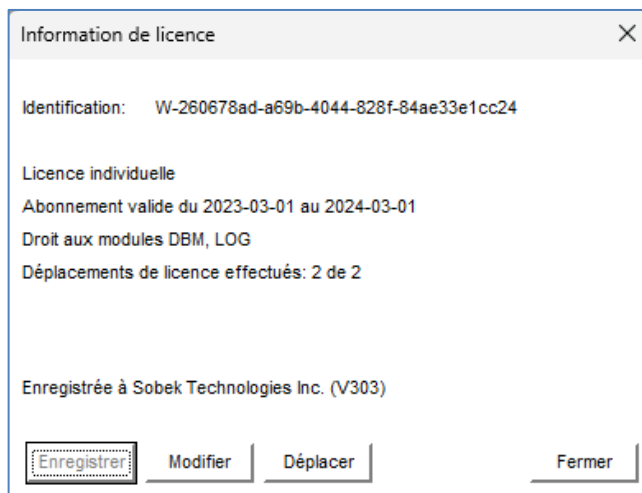 Information de licence
Identification: W-260678ad-a69b-4044-828f-84ae33e1cc24
Licence individuelle
Abonnement valide du 2023-03-01 au 2024-03-01
Droit aux modules DBM, LOG
Déplacements de licence effectués: 2 de 2
Enregistrée à Sobek Technologies Inc. (V303)
Enregistrer Modifier Déplacer Fermer